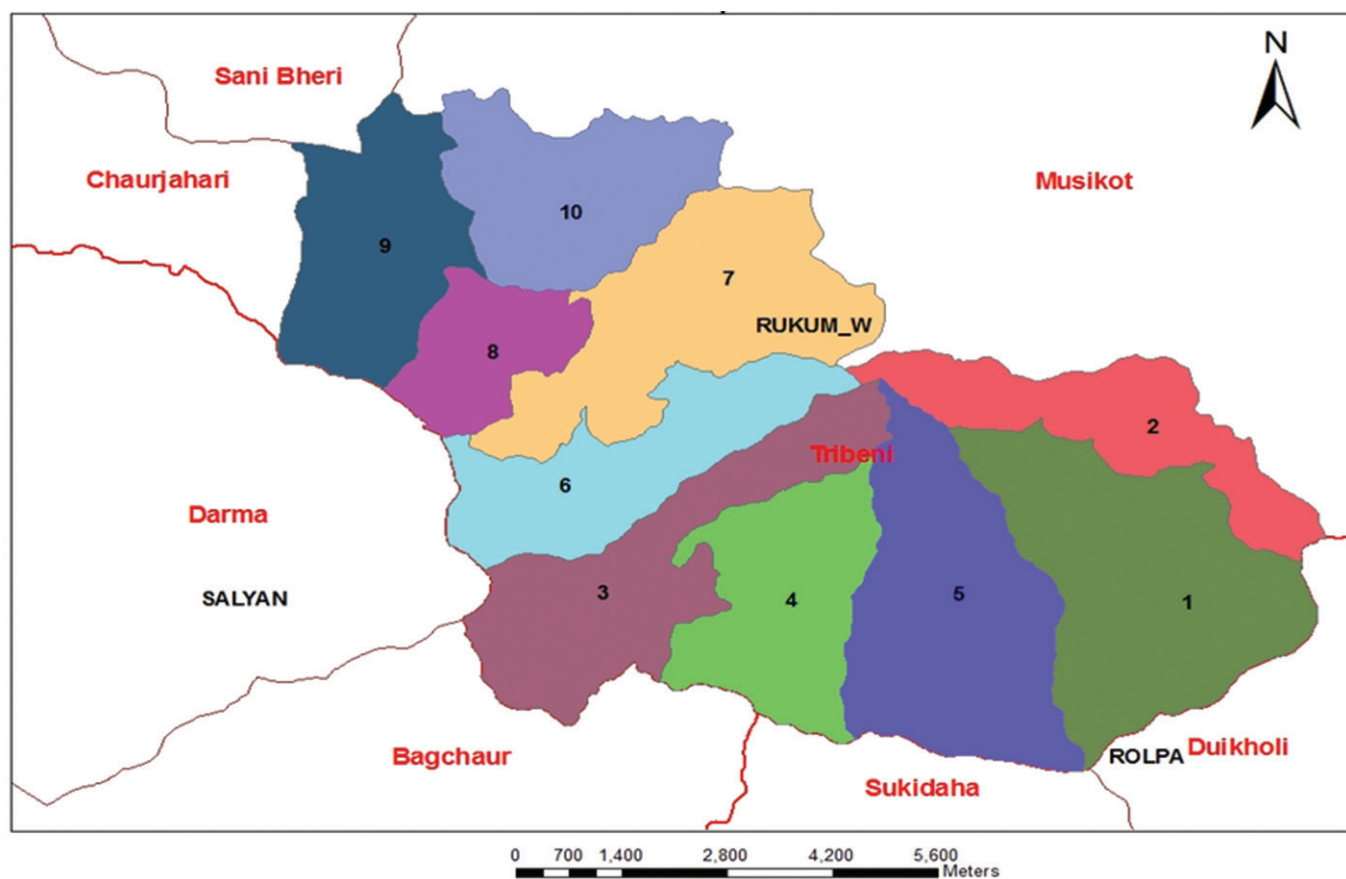 N
Sani Bheri
Chaurjahari
Musikot
10
9
7
RUKUM_W
8
2
Tribeni
6
Darma
SALYAN
3
4
5
1
Bagchaur
ROLPA
Duikholi
Sukidaha
0 700 1,400 2,800 4,200 5,600
Meters